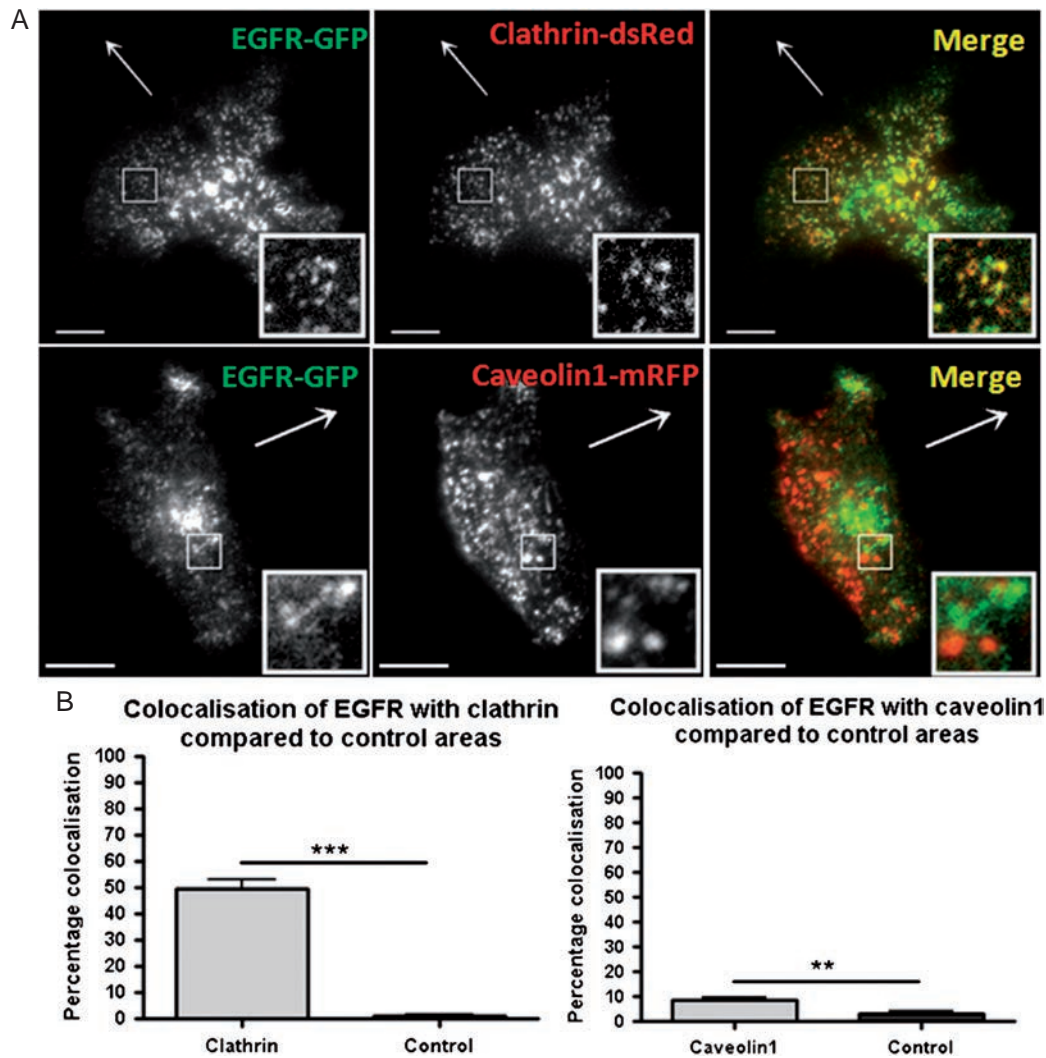 A
EGFR-GFP
Clathrin-dsRed
Merge
EGFR-GFP
Caveolin1-mRFP
Merge
B
Colocalisation of EGFR with clathrin
compared to control areas
Percentage colocalisation
100
90
80
70
60
50
40
30
20
10
0
***
Clathrin
Control
Colocalisation of EGFR with caveolin1
compared to control areas
Percentage colocalisation
100
90
80
70
60
50
40
30
20
10
0
**
Caveolin1
Control